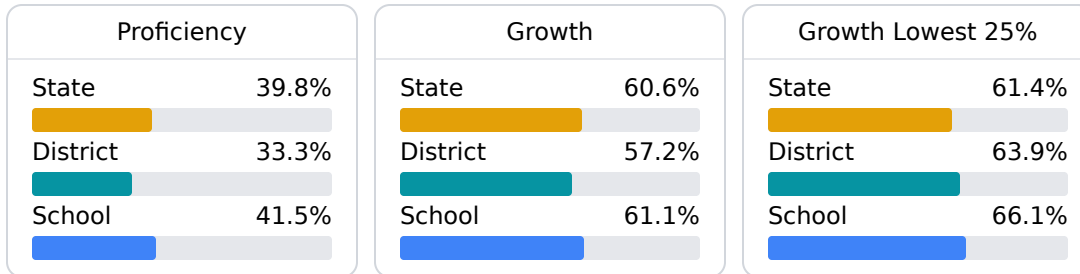 Proficiency
State 39.8%
District 33.3%
School 41.5%
Growth
State 60.6%
District 57.2%
School 61.1%
Growth Lowest 25%
State 61.4%
District 63.9%
School 66.1%